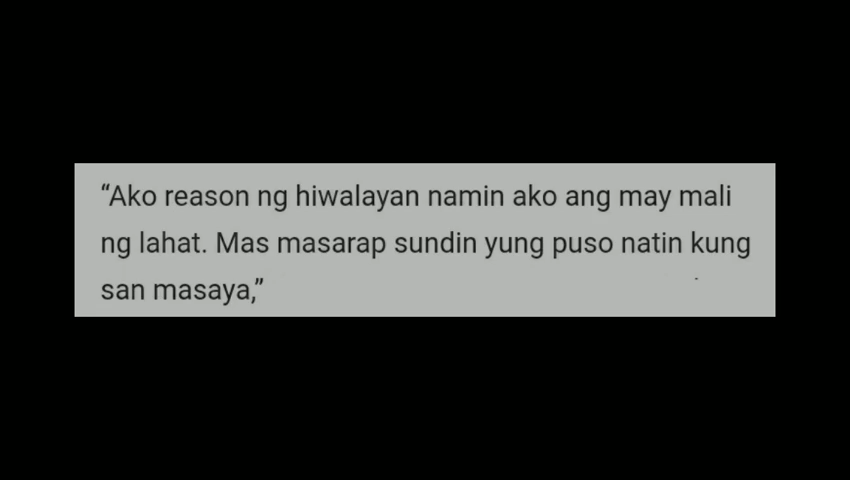 “Ako reason ng hiwalayan namin ako ang may mali
ng lahat. Mas masarap sundin yung puso natin kung
san masaya,”